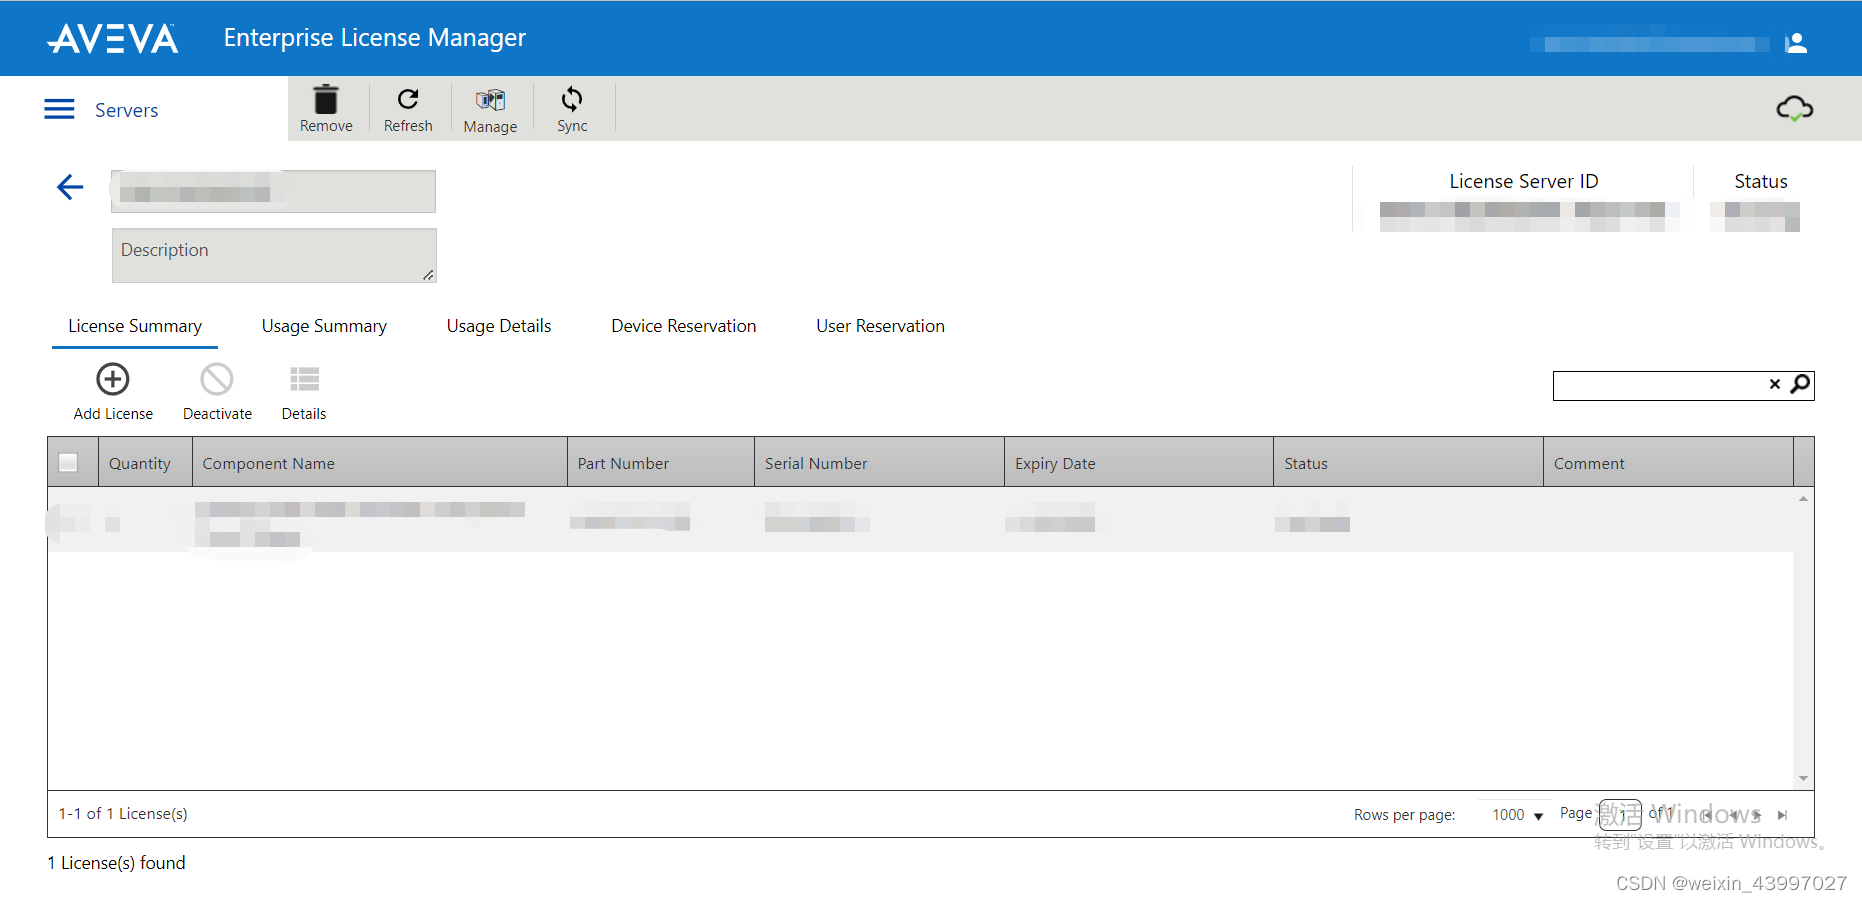 AVEVA Enterprise License Manager
Servers
Remove Refresh Manage Sync
License Server ID Status
Description
License Summary Usage Summary Usage Details Device Reservation User Reservation
Add License Deactivate Details
Quantity Component Name Part Number Serial Number Expiry Date Status Comment
1-1 of 1 License(s) Rows per page: 1000 Page 1 of 1
激活 Windows
转到"设置"以激活 Windows。
1 License(s) found
CSDN @weixin_43997027